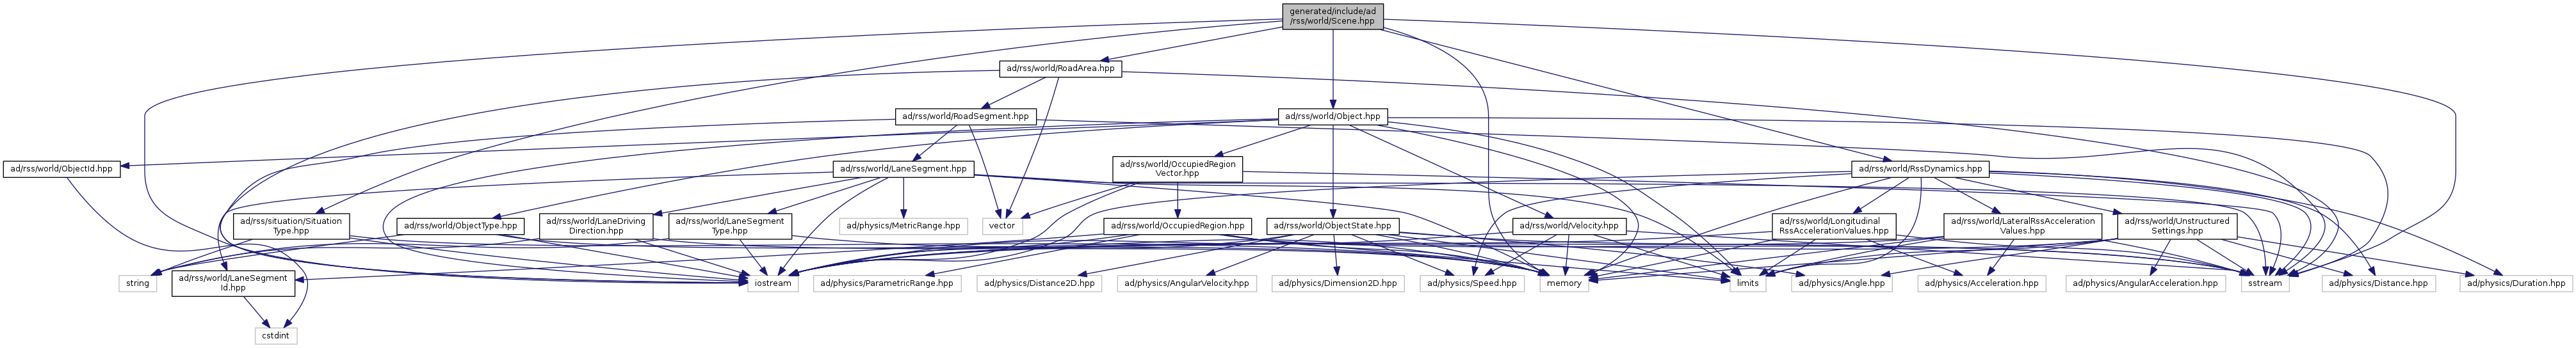 generated/include/ad
/rss/world/Scene.hpp
ad/rss/world/RoadArea.hpp
ad/rss/world/RoadSegment.hpp
ad/rss/world/Object.hpp
ad/rss/world/ObjectId.hpp
ad/rss/world/LaneSegment.hpp
ad/rss/world/OccupiedRegion
Vector.hpp
ad/rss/world/RssDynamics.hpp
ad/rss/situation/Situation
Type.hpp
ad/rss/world/ObjectType.hpp
ad/rss/world/LaneDriving
Direction.hpp
ad/rss/world/LaneSegment
Type.hpp
ad/physics/MetricRange.hpp
vector
ad/rss/world/OccupiedRegion.hpp
ad/rss/world/ObjectState.hpp
ad/rss/world/Velocity.hpp
ad/rss/world/Longitudinal
RssAccelerationValues.hpp
ad/rss/world/LateralRssAcceleration
Values.hpp
ad/rss/world/Unstructured
Settings.hpp
string
ad/rss/world/LaneSegment
Id.hpp
iostream
ad/physics/ParametricRange.hpp
ad/physics/Distance2D.hpp
ad/physics/AngularVelocity.hpp
ad/physics/Dimension2D.hpp
ad/physics/Speed.hpp
memory
limits
ad/physics/Angle.hpp
ad/physics/Acceleration.hpp
ad/physics/AngularAcceleration.hpp
sstream
ad/physics/Distance.hpp
ad/physics/Duration.hpp
cstdint